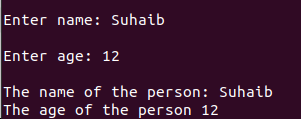 Enter name: Suhaib
Enter age: 12
The name of the person: Suhaib
The age of the person 12